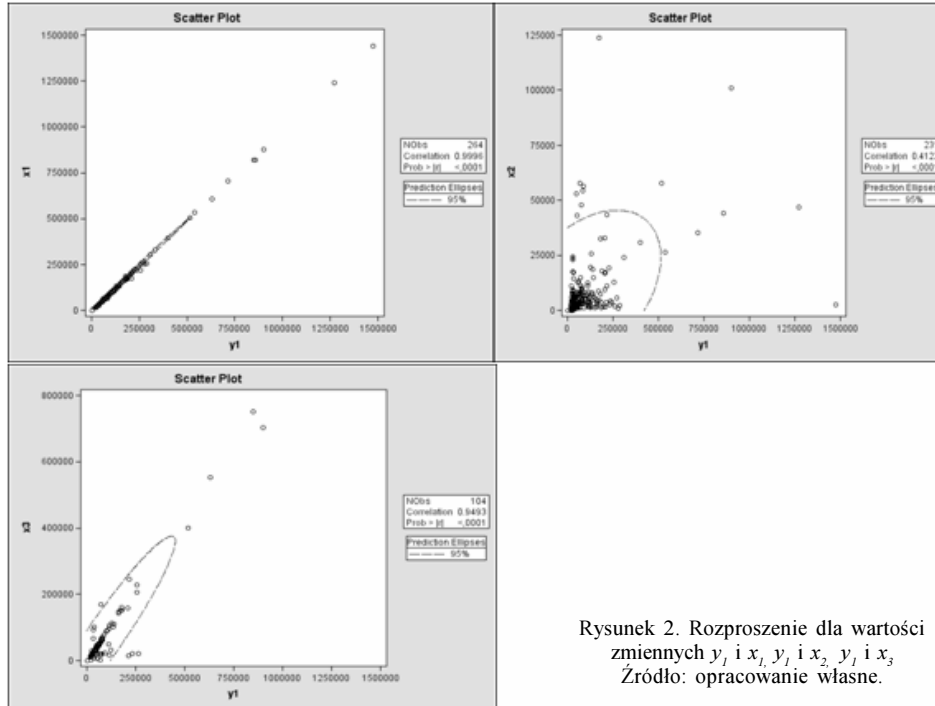 Scatter Plot
1500000
1250000
1000000
750000
500000
250000
0
x1
0 250000 500000 750000 1000000 1250000 1500000
y1
NObs 264
Correlation 0.9996
Prob > |r| <,0001
Prediction Ellipses
95%
Scatter Plot
125000
100000
75000
50000
25000
0
x2
0 250000 500000 750000 1000000 1250000 1500000
y1
NObs
Correlation
Prob > |r|
Prediction Ellipses
95%
Scatter Plot
800000
600000
400000
200000
0
x3
0 250000 500000 750000 1000000 1250000 1500000
y1
NObs 104
Correlation 0.9493
Prob > |r| <,0001
Prediction Ellipses
95%
Rysunek 2. Rozproszenie dla wartości
zmiennych y1 i x1, y1 i x2, y1 i x3
Źródło: opracowanie własne.